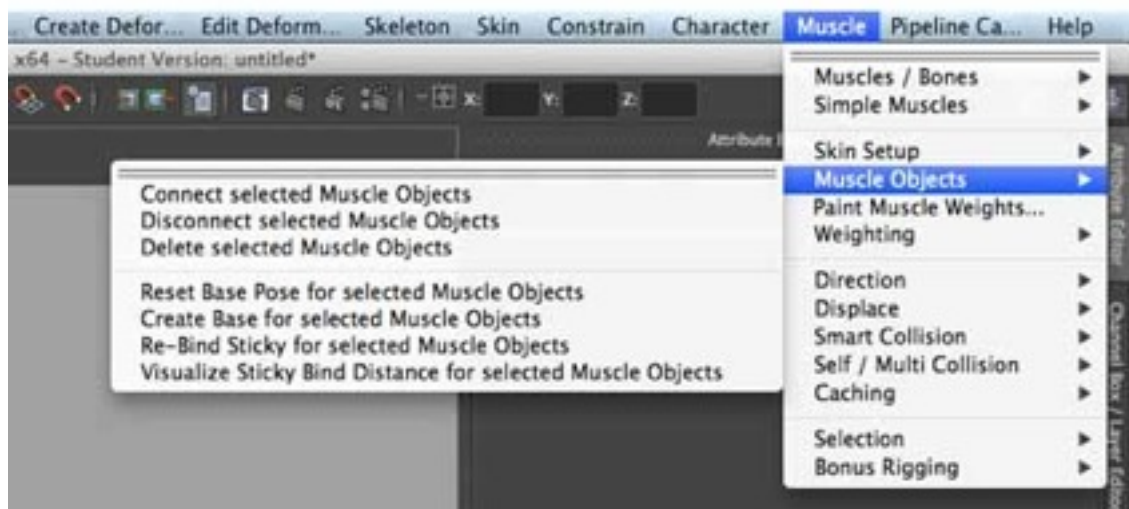 Create Defor... Edit Deform... Skeleton Skin Constrain Character Muscle Pipeline Ca... Help
x64 – Student Version: untitled*
X: Y: Z:
Attribute
Muscles / Bones
Simple Muscles
Skin Setup
Muscle Objects
Paint Muscle Weights...
Weighting
Direction
Displace
Smart Collision
Self / Multi Collision
Caching
Selection
Bonus Rigging
Connect selected Muscle Objects
Disconnect selected Muscle Objects
Delete selected Muscle Objects
Reset Base Pose for selected Muscle Objects
Create Base for selected Muscle Objects
Re-Bind Sticky for selected Muscle Objects
Visualize Sticky Bind Distance for selected Muscle Objects
Attribute Editor
Channel Box / Layer Editor